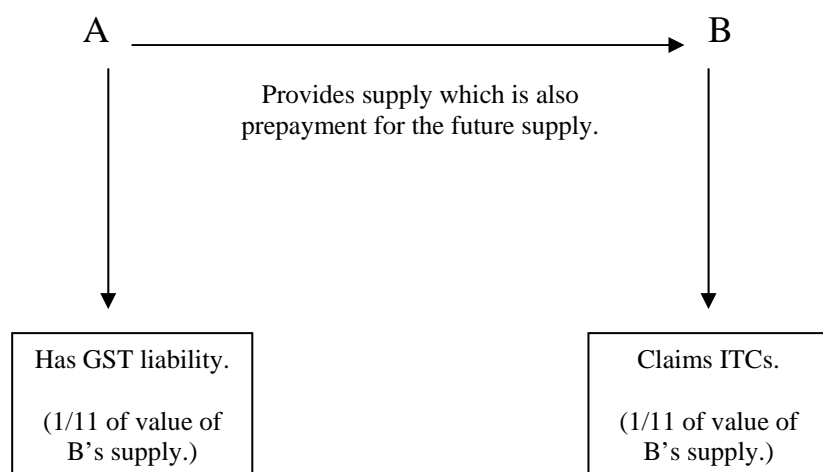 A
B
Provides supply which is also
prepayment for the future supply.
Has GST liability.
(1/11 of value of
B’s supply.)
Claims ITCs.
(1/11 of value of
B’s supply.)